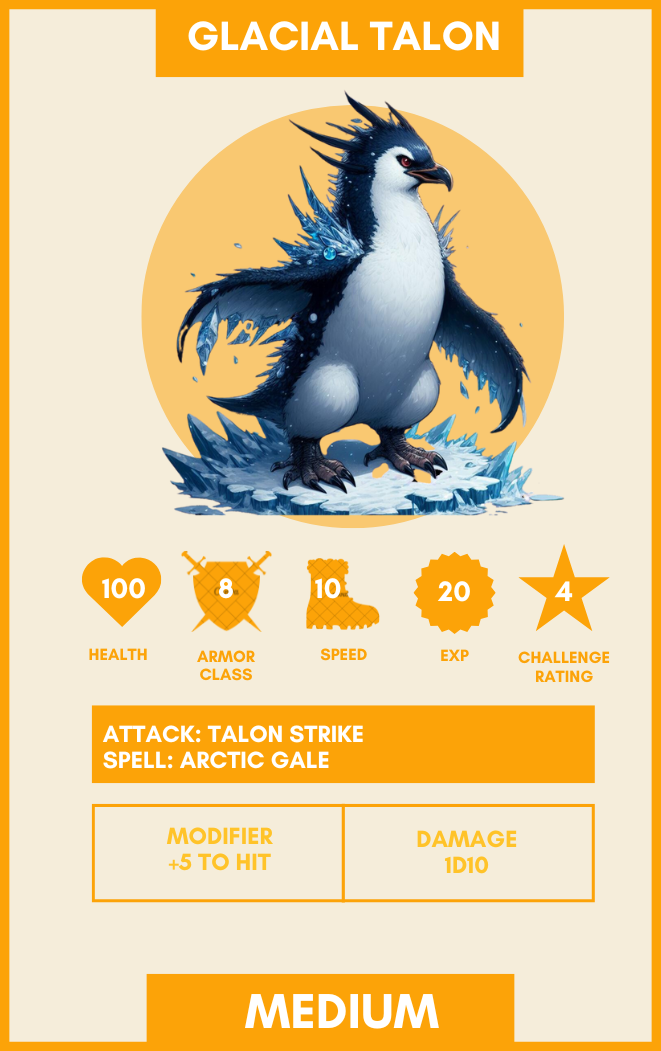 GLACIAL TALON
100
8
10
20
4
HEALTH
ARMOR
CLASS
SPEED
EXP
CHALLENGE
RATING
ATTACK: TALON STRIKE
SPELL: ARCTIC GALE
MODIFIER
+5 TO HIT
DAMAGE
1D10
MEDIUM